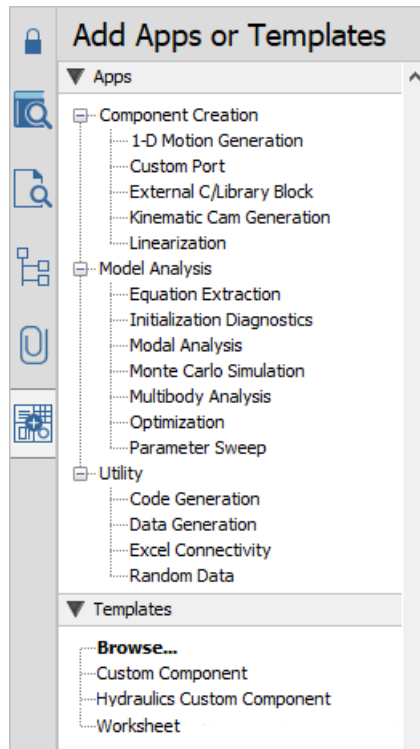 Add Apps or Templates
Apps
Component Creation
1-D Motion Generation
Custom Port
External C/Library Block
Kinematic Cam Generation
Linearization
Model Analysis
Equation Extraction
Initialization Diagnostics
Modal Analysis
Monte Carlo Simulation
Multibody Analysis
Optimization
Parameter Sweep
Utility
Code Generation
Data Generation
Excel Connectivity
Random Data
Templates
Browse...
Custom Component
Hydraulics Custom Component
Worksheet